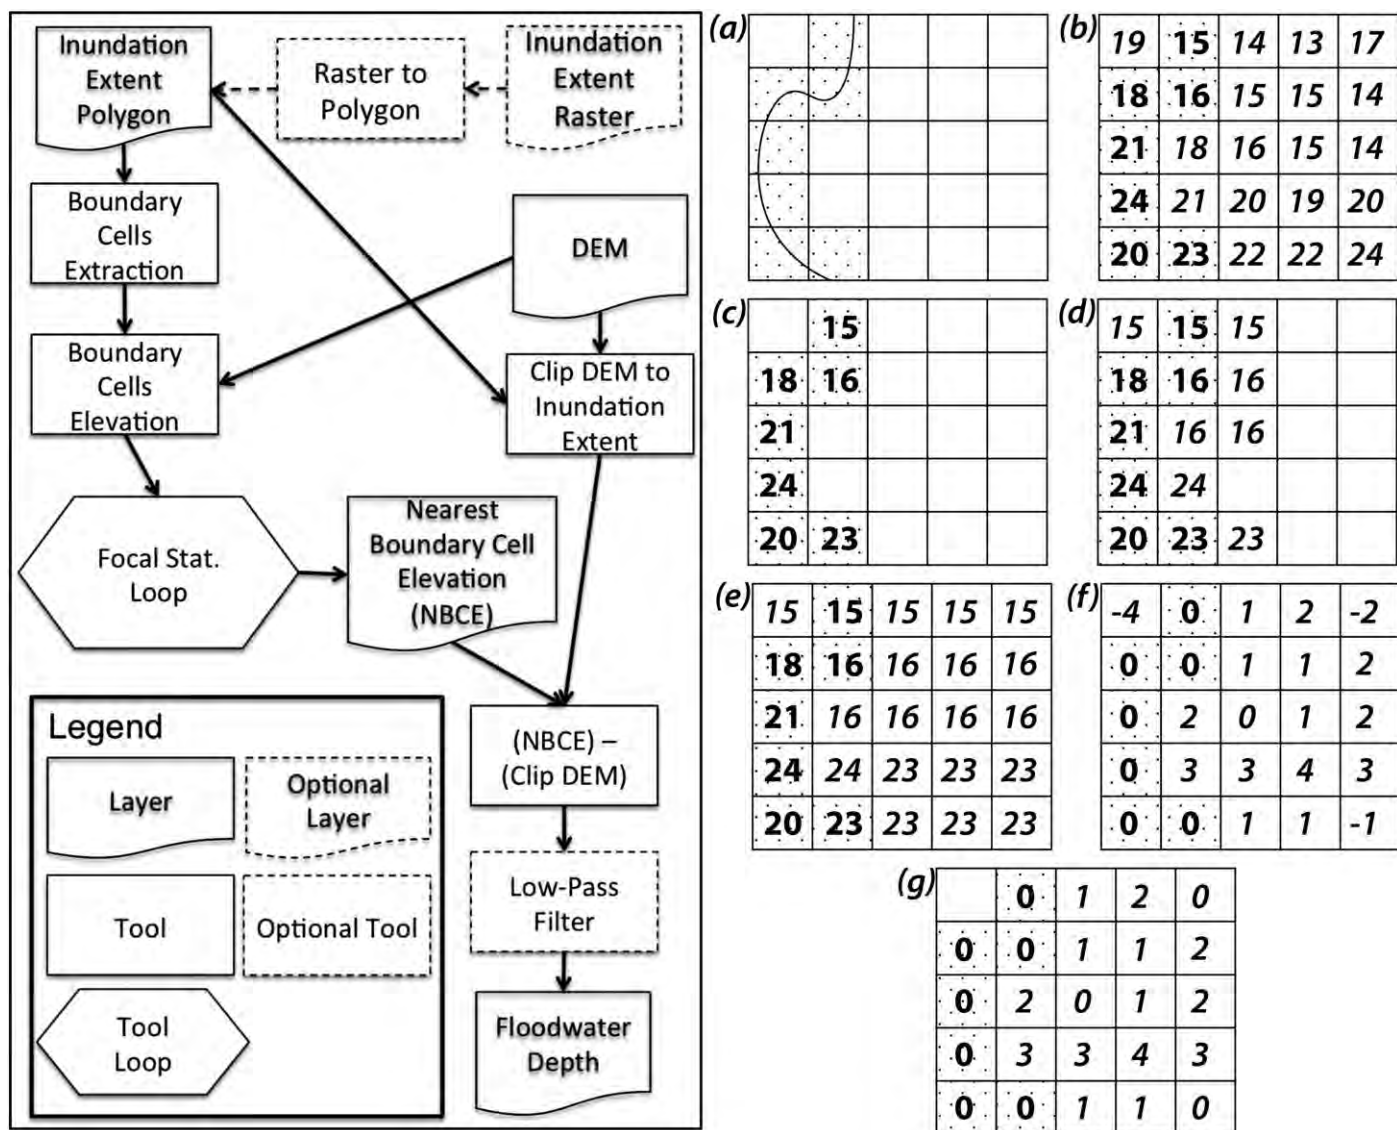 Inundation
Extent
Polygon
Raster to
Polygon
Inundation
Extent
Raster
Boundary
Cells
Extraction
DEM
Boundary
Cells
Elevation
Clip DEM to
Inundation
Extent
Focal Stat.
Loop
Nearest
Boundary Cell
Elevation
(NBCE)
(NBCE) –
(Clip DEM)
Low-Pass
Filter
Floodwater
Depth
Legend
Layer
Optional
Layer
Tool
Optional Tool
Tool
Loop
(a)
(b)
19 15 14 13 17
18 16 15 15 14
21 18 16 15 14
24 21 20 19 20
20 23 22 22 24
(c)
15
18 16
21
24
20 23
(d)
15 15 15
18 16 16
21 16 16
24 24
20 23 23
(e)
15 15 15 15 15
18 16 16 16 16
21 16 16 16 16
24 24 23 23 23
20 23 23 23 23
(f)
-4 0 1 2 -2
0 0 1 1 2
0 2 0 1 2
0 3 3 4 3
0 0 1 1 -1
(g)
0 1 2 0
0 0 1 1 2
0 2 0 1 2
0 3 3 4 3
0 0 1 1 0